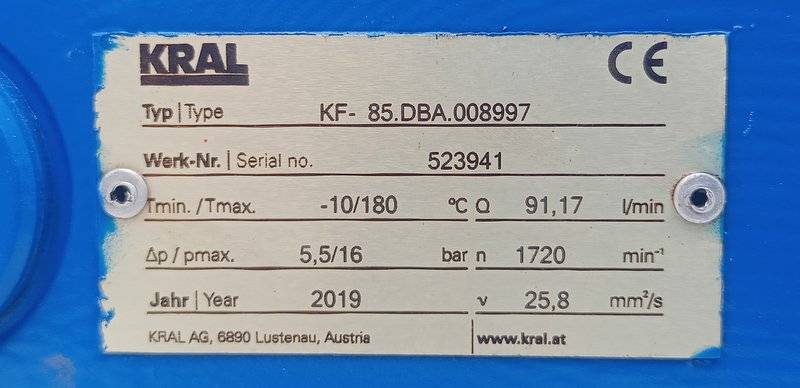 KRAL CE
Typ | Type KF- 85.DBA.008997
Werk-Nr. | Serial no. 523941
Tmin. /Tmax. -10/180 °C Q 91,17 l/min
Δp / pmax. 5,5/16 bar n 1720 min⁻¹
Jahr | Year 2019 ν 25,8 mm²/s
KRAL AG, 6890 Lustenau, Austria www.kral.at